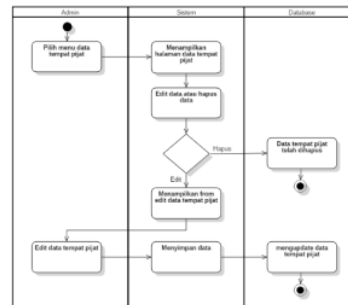 Admin
Sistem
Database
Pilih menu data
tempat pijat
Menampilkan
halaman data tempat
pijat
Edit data atau hapus
data
Hapus
Data tempat pijat
telah dihapus
Edit
Menampilkan from
edit data tempat pijat
Edit data tempat pijat
Menyimpan data
mengupdate data
tempat pijat